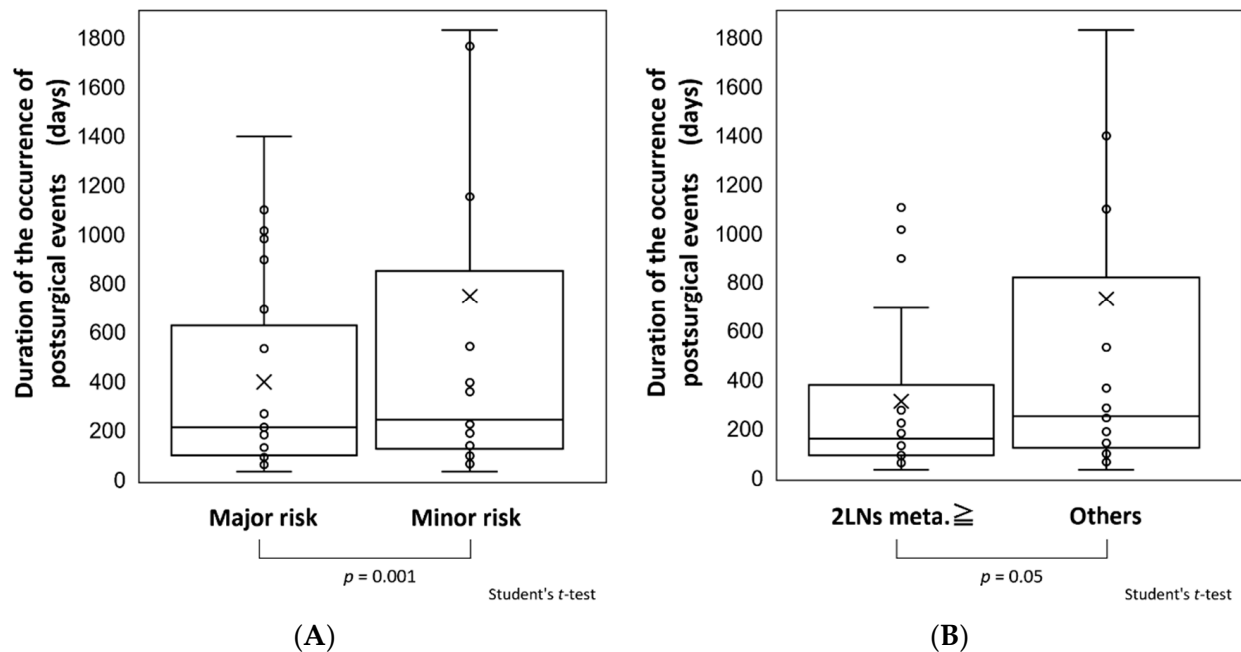 Duration of the occurrence of
postsurgical events (days)
1800
1600
1400
1200
1000
800
600
400
200
0
Major risk
Minor risk
p = 0.001
Student's t-test
(A)
Duration of the occurrence of
postsurgical events (days)
1800
1600
1400
1200
1000
800
600
400
200
0
2LNs meta.≧
Others
p = 0.05
Student's t-test
(B)